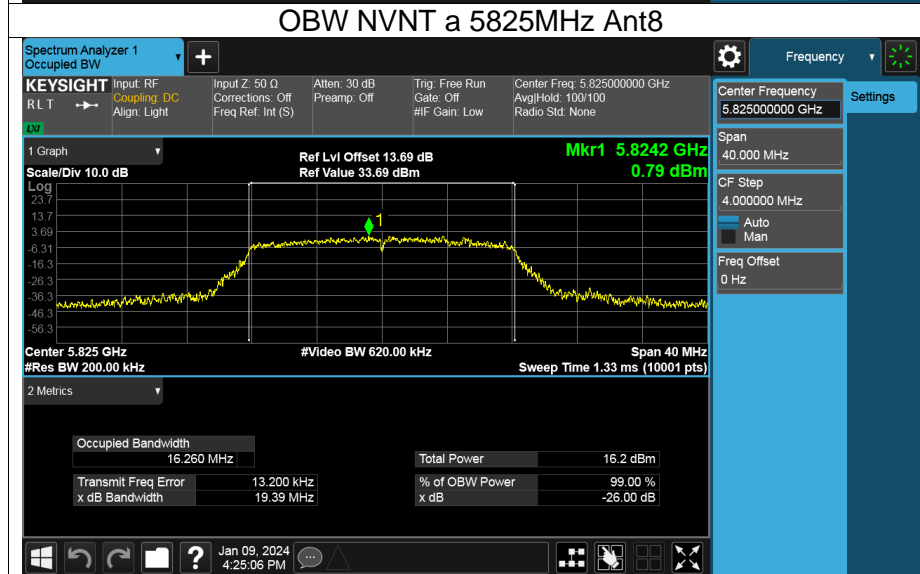 OBW NVNT a 5825MHz Ant8
Spectrum Analyzer 1
Occupied BW
+
Frequency
KEYSIGHT
R L T
LXI
Input: RF
Coupling: DC
Align: Light
Input Z: 50 Ω
Corrections: Off
Freq Ref: Int (S)
Atten: 30 dB
Preamp: Off
Trig: Free Run
Gate: Off
#IF Gain: Low
Center Freq: 5.825000000 GHz
Avg|Hold: 100/100
Radio Std: None
Center Frequency
5.825000000 GHz
Settings
Span
40.000 MHz
CF Step
4.000000 MHz
Auto
Man
Freq Offset
0 Hz
1 Graph
Ref Lvl Offset 13.69 dB
Mkr1 5.8242 GHz
Scale/Div 10.0 dB
Ref Value 33.69 dBm
0.79 dBm
Log
23.7
13.7
3.69
-6.31
-16.3
-26.3
-36.3
-46.3
-56.3
1
Center 5.825 GHz
#Video BW 620.00 kHz
Span 40 MHz
#Res BW 200.00 kHz
Sweep Time 1.33 ms (10001 pts)
2 Metrics
Occupied Bandwidth
16.260 MHz
Total Power 16.2 dBm
Transmit Freq Error 13.200 kHz
% of OBW Power 99.00 %
x dB Bandwidth 19.39 MHz
x dB -26.00 dB
?
Jan 09, 2024
4:25:06 PM